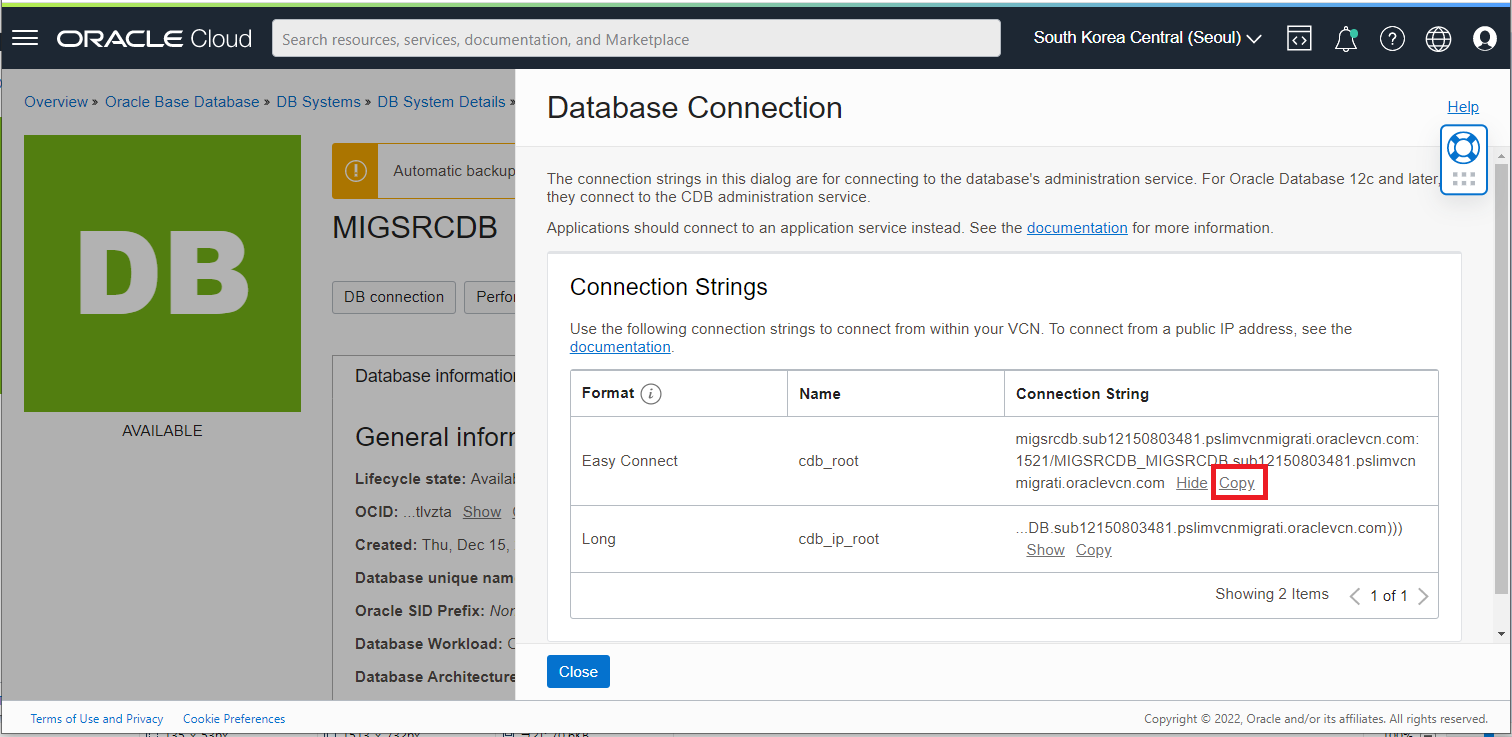 ORACLE Cloud
Search resources, services, documentation, and Marketplace
South Korea Central (Seoul)
Overview » Oracle Base Database » DB Systems » DB System Details »
DB
AVAILABLE
Automatic backup
MIGSRCDB
DB connection
Perfor
Database information
General inform
Lifecycle state: Availab
OCID: ...tlvzta Show
Created: Thu, Dec 15,
Database unique nam
Oracle SID Prefix: Non
Database Workload:
Database Architecture
Database Connection
Help
The connection strings in this dialog are for connecting to the database's administration service. For Oracle Database 12c and later,
they connect to the CDB administration service.
Applications should connect to an application service instead. See the documentation for more information.
Connection Strings
Use the following connection strings to connect from within your VCN. To connect from a public IP address, see the
documentation.
Format i Name Connection String
Easy Connect cdb_root
migsrcdb.sub12150803481.pslimvcnmigrati.oraclevcn.com:
1521/MIGSRCDB_MIGSRCDB.sub12150803481.pslimvcn
migrati.oraclevcn.com Hide Copy
Long cdb_ip_root
...DB.sub12150803481.pslimvcnmigrati.oraclevcn.com)))
Show Copy
Showing 2 Items 1 of 1
Close
Terms of Use and Privacy Cookie Preferences
Copyright © 2022, Oracle and/or its affiliates. All rights reserved.